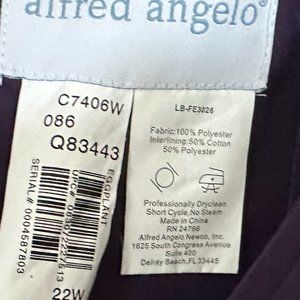 alfred angelo®
C7406W
086
Q83443
EGGPLANT
SERIAL# 0004587803
22W
LB-FE3026
Fabric:100% Polyester
Interlining:50% Cotton
50% Polyester
Professionally Dryclean
Short Cycle,No Steam
Made in China
RN 24766
Alfred Angelo Newco, Inc.
1625 South Congress Avenue
Suite 400
Delray Beach,FL33445